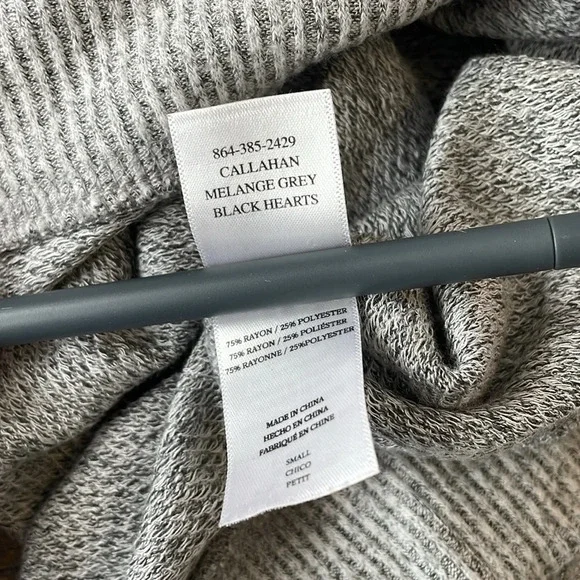 864-385-2429
CALLAHAN
MELANGE GREY
BLACK HEARTS
75% RAYON / 25% POLYESTER
75% RAYON / 25% POLIÉSTER
75% RAYONNE / 25%POLYESTER
MADE IN CHINA
HECHO EN CHINA
FABRIQUÉ EN CHINE
SMALL
CHICO
PETIT